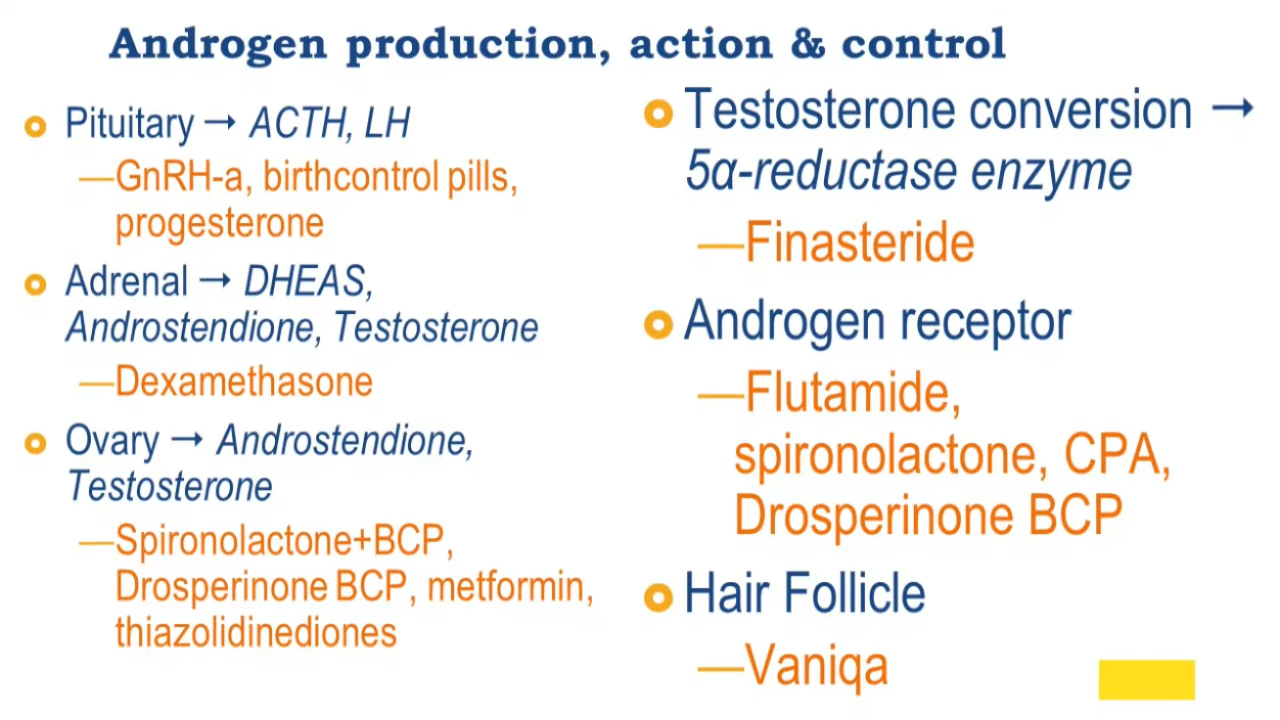 Androgen production, action & control
Pituitary → ACTH, LH
—GnRH-a, birthcontrol pills,
progesterone
Adrenal → DHEAS,
Androstendione, Testosterone
—Dexamethasone
Ovary → Androstendione,
Testosterone
—Spironolactone+BCP,
Drosperinone BCP, metformin,
thiazolidinediones
Testosterone conversion →
5α-reductase enzyme
—Finasteride
Androgen receptor
—Flutamide,
spironolactone, CPA,
Drosperinone BCP
Hair Follicle
—Vaniqa